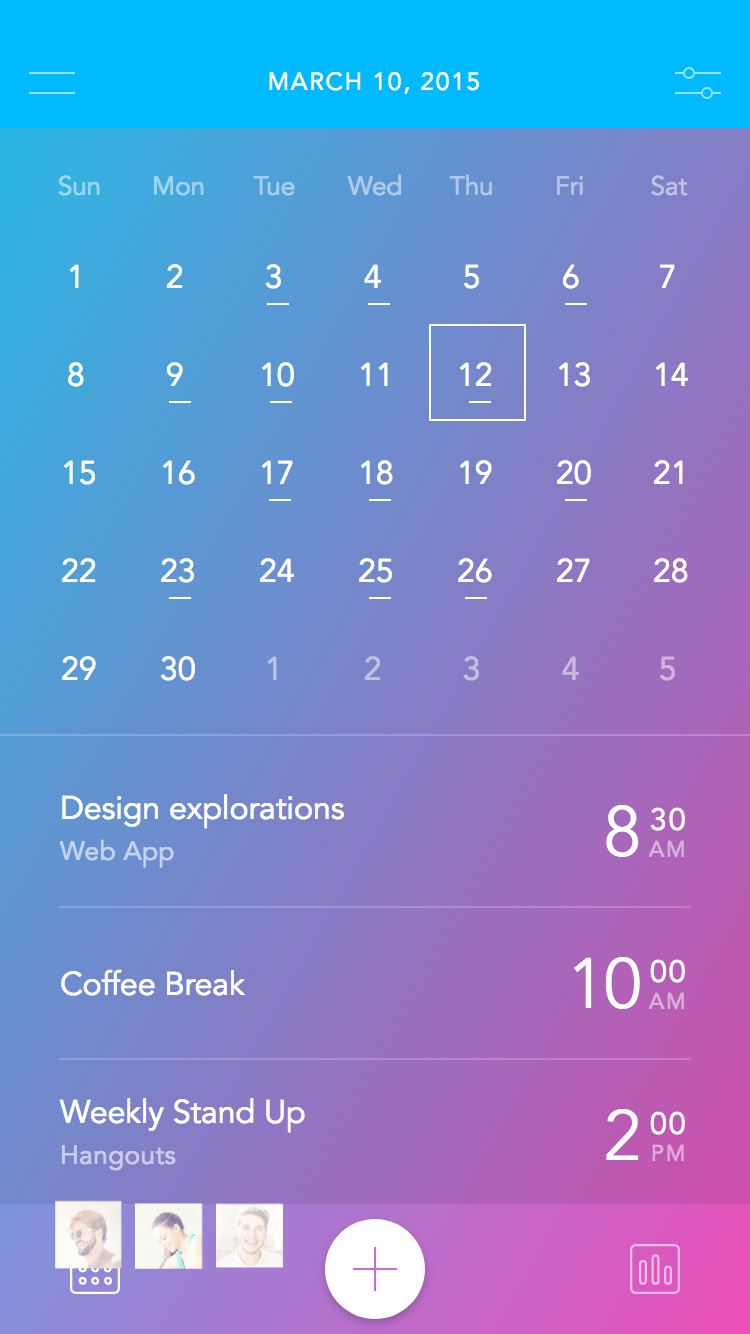 MARCH 10, 2015
Sun Mon Tue Wed Thu Fri Sat
1 2 3 4 5 6 7
8 9 10 11 12 13 14
15 16 17 18 19 20 21
22 23 24 25 26 27 28
29 30 1 2 3 4 5
Design explorations
Web App
8 30 AM
Coffee Break
10 00 AM
Weekly Stand Up
Hangouts
2 00 PM